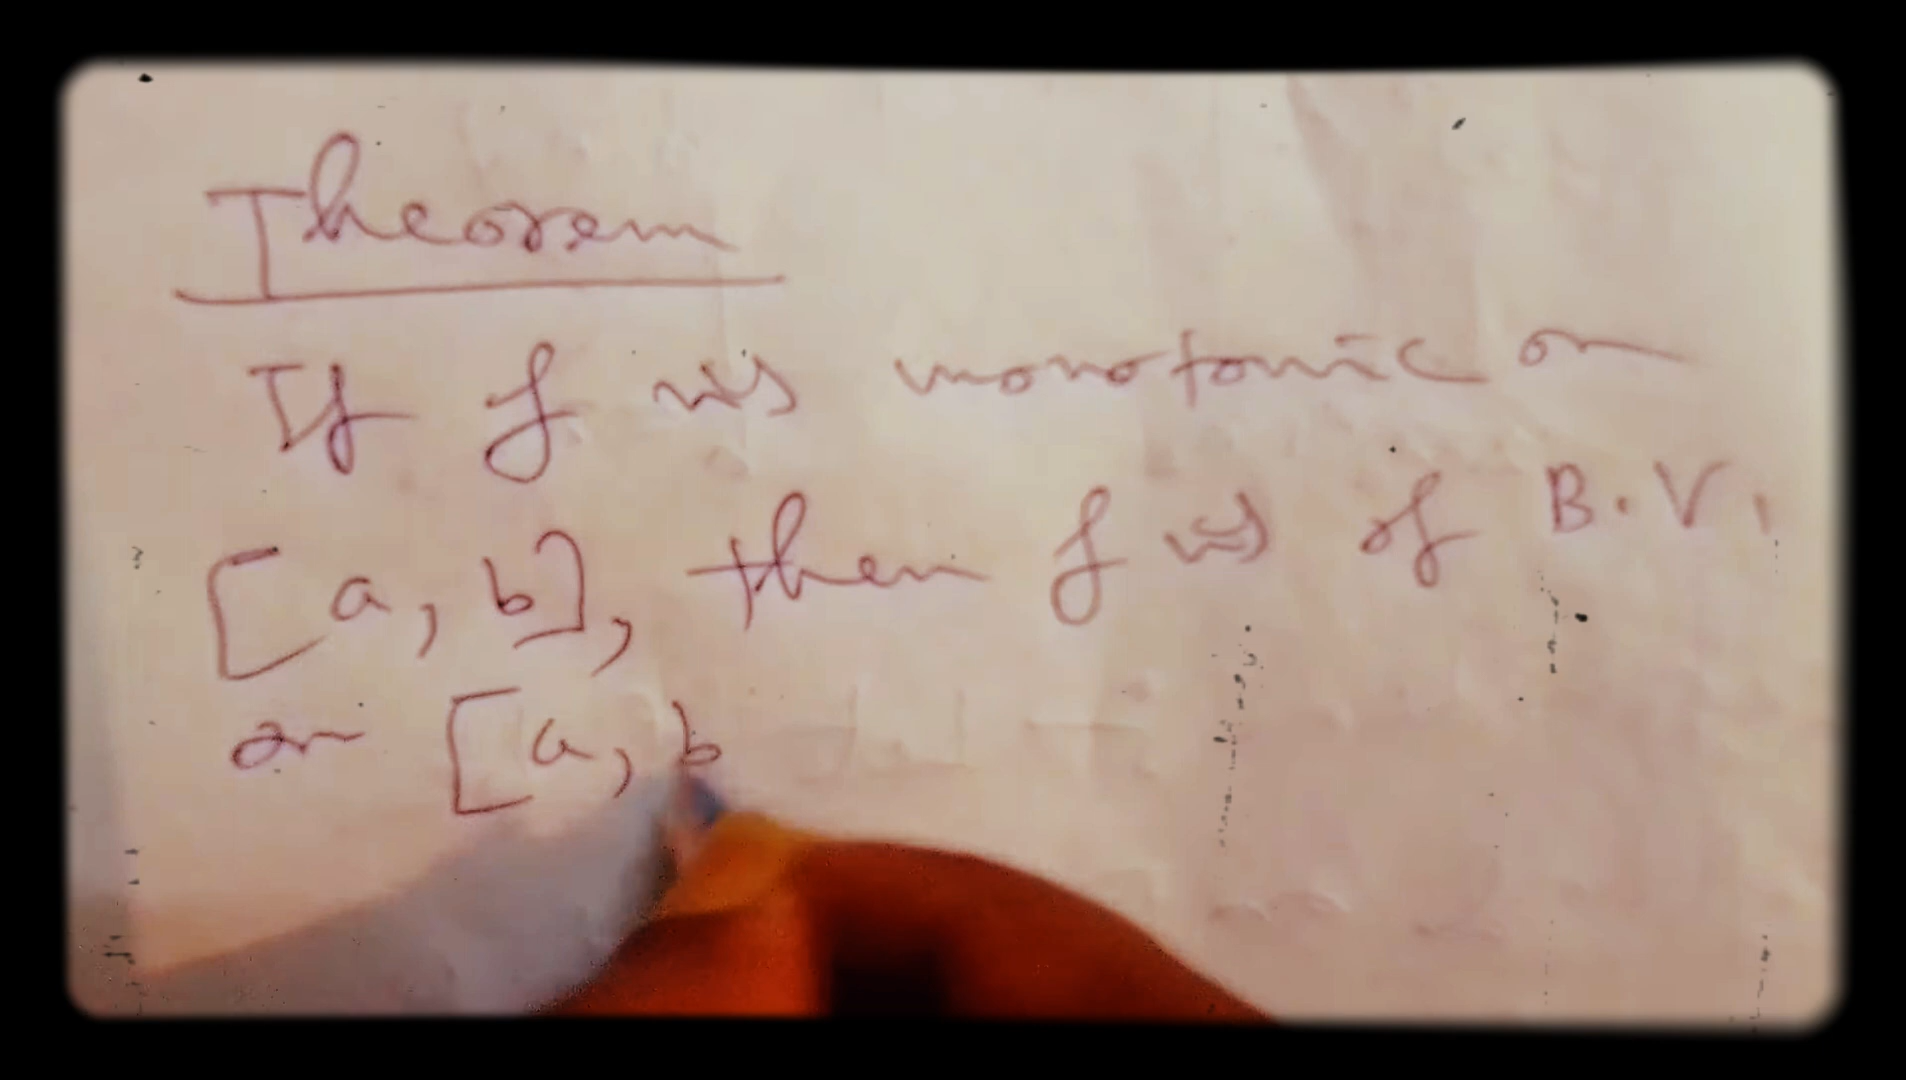 Theorem
If f is monotonic on
[a, b], then f is of B.V.
on [a, b